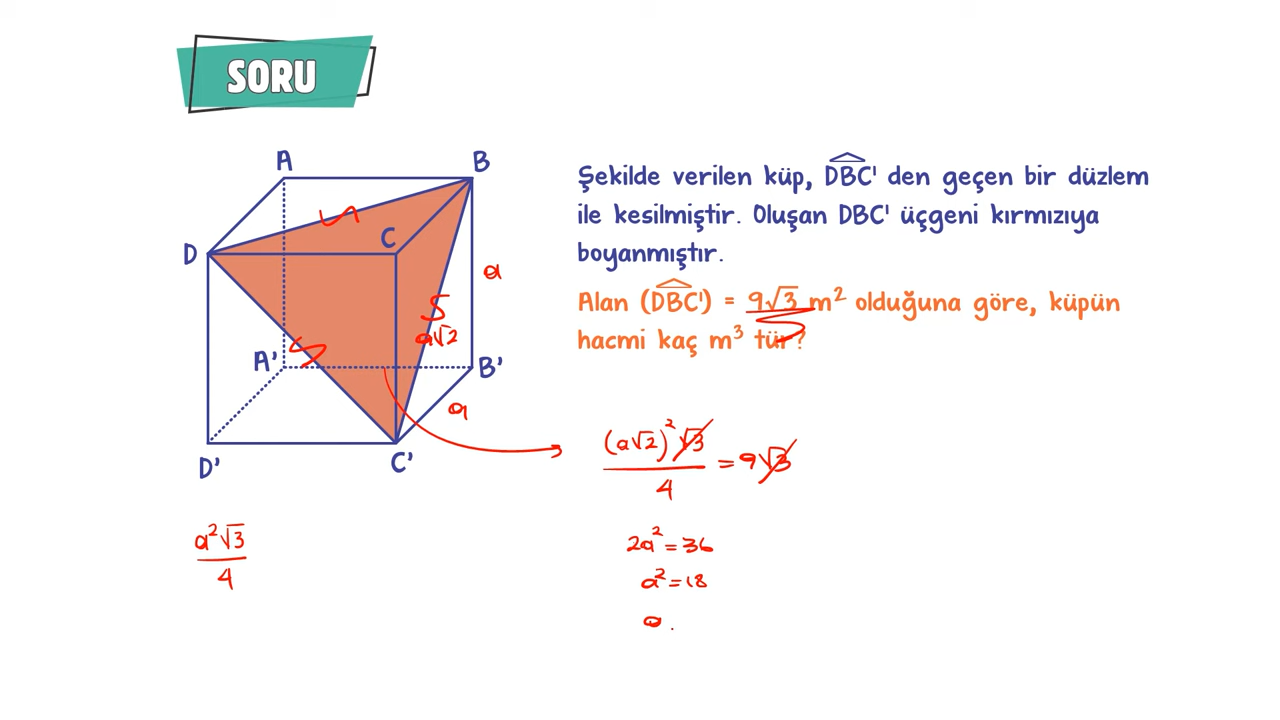 SORU
A
B
C
D
A'
B'
C'
D'
a
a√2
a
Şekilde verilen küp, DBC' den geçen bir düzlem
ile kesilmiştir. Oluşan DBC' üçgeni kırmızıya
boyanmıştır.
Alan (DBC') = 9√3 m² olduğuna göre, küpün
hacmi kaç m³ tür?
(a√2)²√3
4
= 9√3
2a² = 36
a² = 18
a
a²√3
4